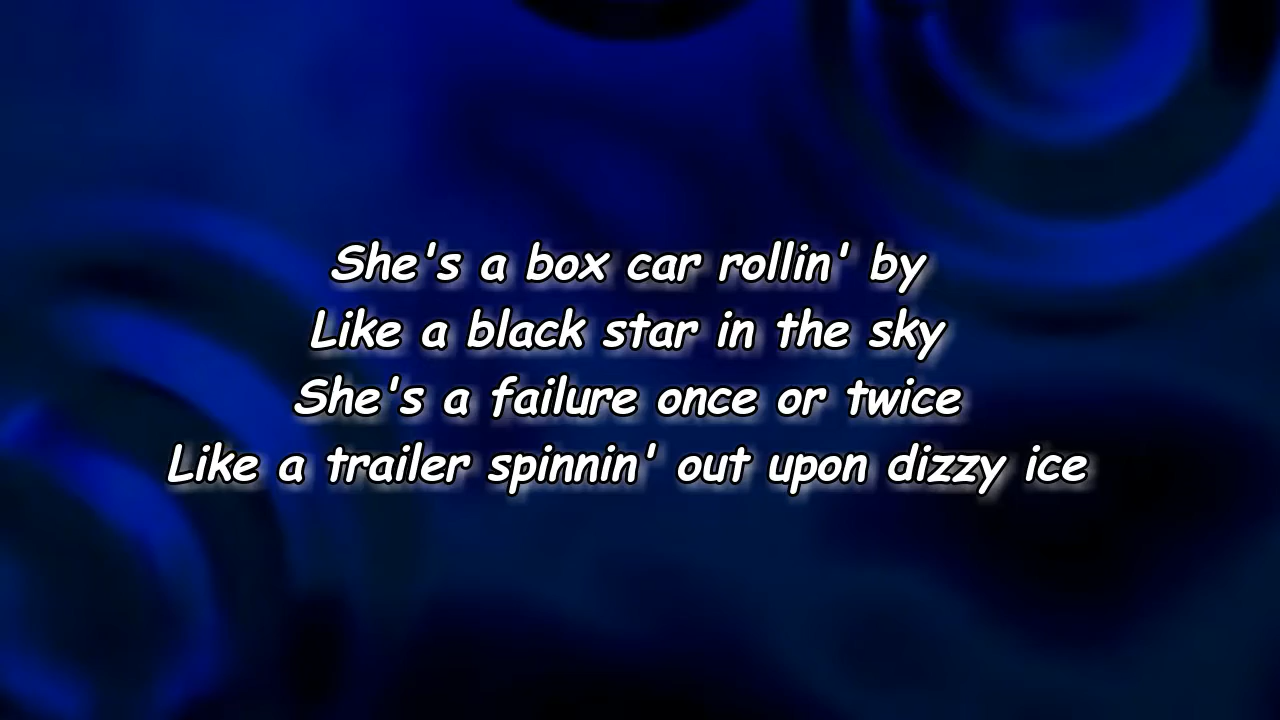 She's a box car rollin' by
Like a black star in the sky
She's a failure once or twice
Like a trailer spinnin' out upon dizzy ice